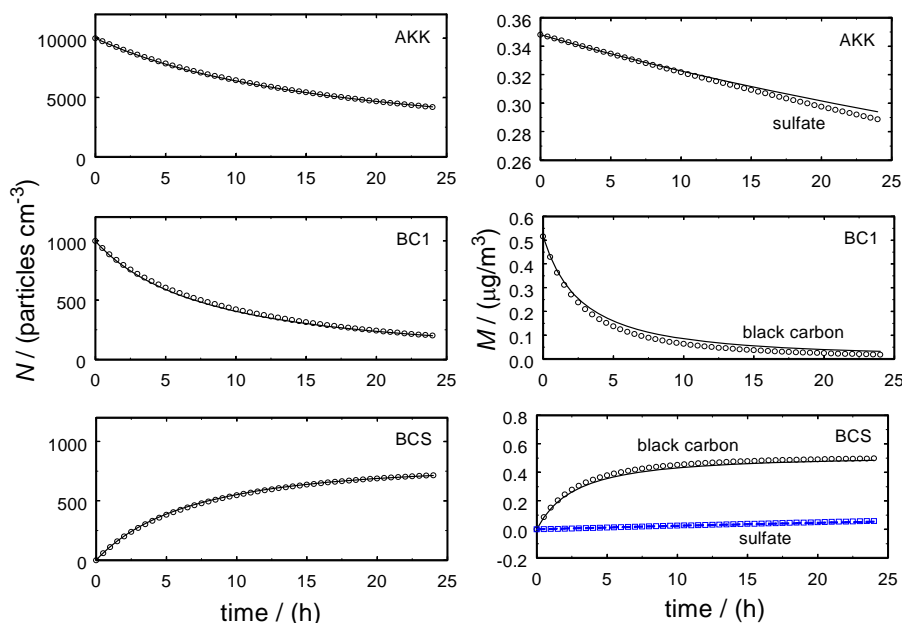 10000
5000
0
0 5 10 15 20 25
AKK
1000
500
0
0 5 10 15 20 25
BC1
1000
500
0
0 5 10 15 20 25
BCS
N / (particles cm-3)
time / (h)
0.36
0.34
0.32
0.30
0.28
0.26
0 5 10 15 20 25
AKK
sulfate
0.6
0.5
0.4
0.3
0.2
0.1
0.0
0 5 10 15 20 25
BC1
black carbon
0.8
0.6
0.4
0.2
0.0
-0.2
0 5 10 15 20 25
black carbon
BCS
sulfate
M / (μg/m3)
time / (h)